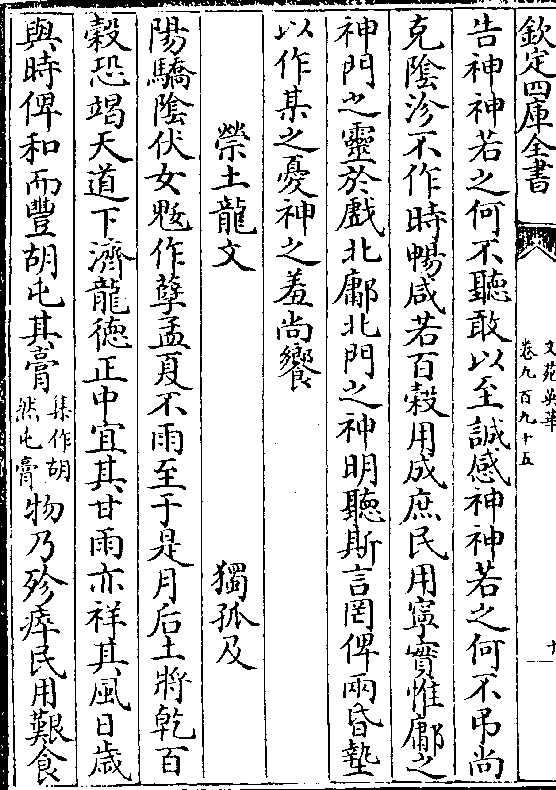 欽定四庫全書
文苑英華
卷九百九十五
十
告神神若之何不聽敢以至誠感神神若之何不弔尚
克陰沴不作時暢咸若百穀用成庶民用寧實惟鄘之
神門之靈於戲北鄘北門之神明聽斯言罔俾雨昏墊
以作某之憂神之羞尚饗
禜土龍文
獨孤及
陽驕陰伏女魃作孽孟夏不雨至于是月后土將乾百
穀恐竭天道下濟龍德正中宜其甘雨亦祥其風日歳
與時俾和而豐胡屯其膏集作胡然屯膏物乃殄瘁民用艱食